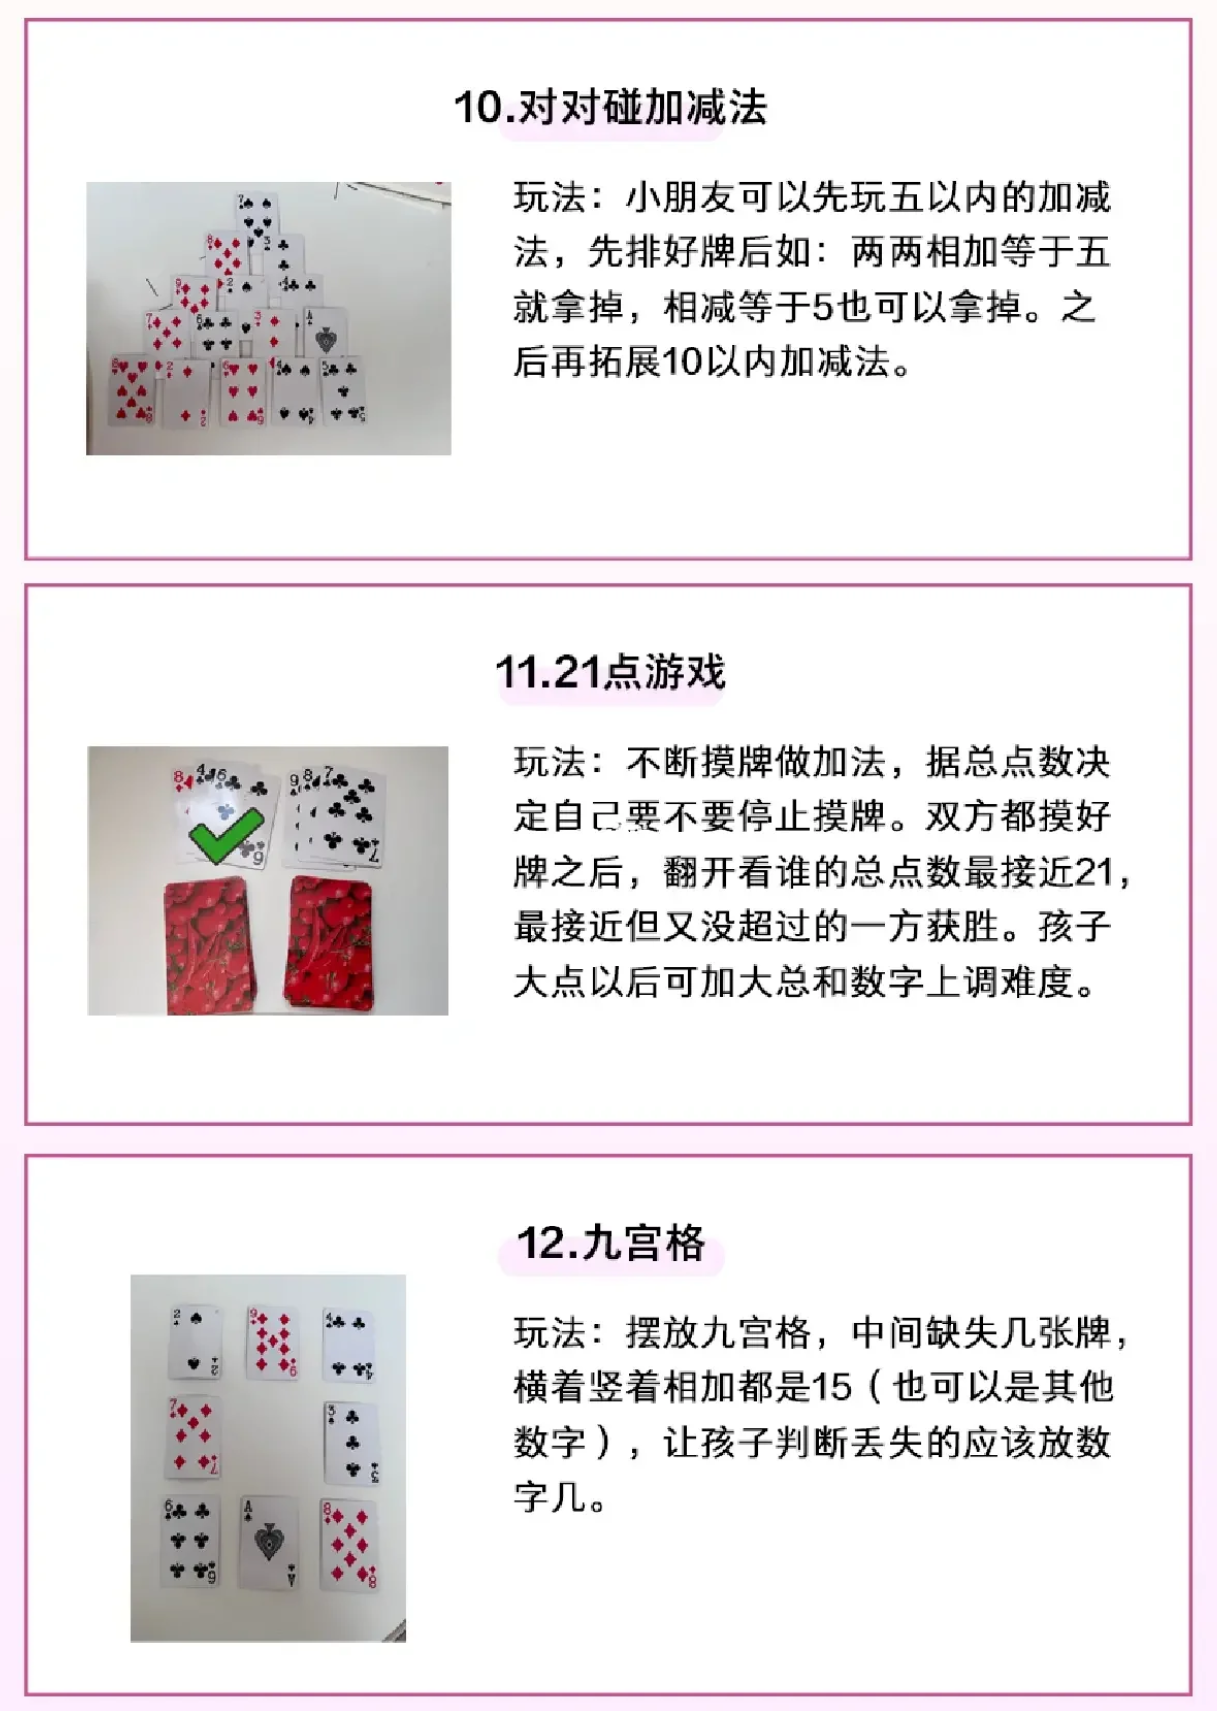 10.对对碰加减法
玩法：小朋友可以先玩五以内的加减
法，先排好牌后如：两两相加等于五
就拿掉，相减等于5也可以拿掉。之
后再拓展10以内加减法。
11.21点游戏
玩法：不断摸牌做加法，据总点数决
定自己要不要停止摸牌。双方都摸好
牌之后，翻开看谁的总点数最接近21，
最接近但又没超过的一方获胜。孩子
大点以后可加大总和数字上调难度。
12.九宫格
玩法：摆放九宫格，中间缺失几张牌，
横着竖着相加都是15（也可以是其他
数字），让孩子判断丢失的应该放数
字几。
2 9 4
7 3
6 A 8